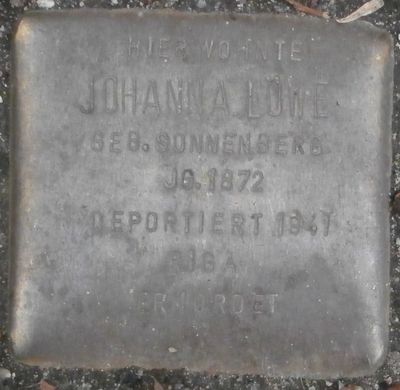 HIER WOHNTE
JOHANNA LÖWE
GEB. SONNENBERG
JG. 1872
DEPORTIERT 1941
RIGA
ERMORDET